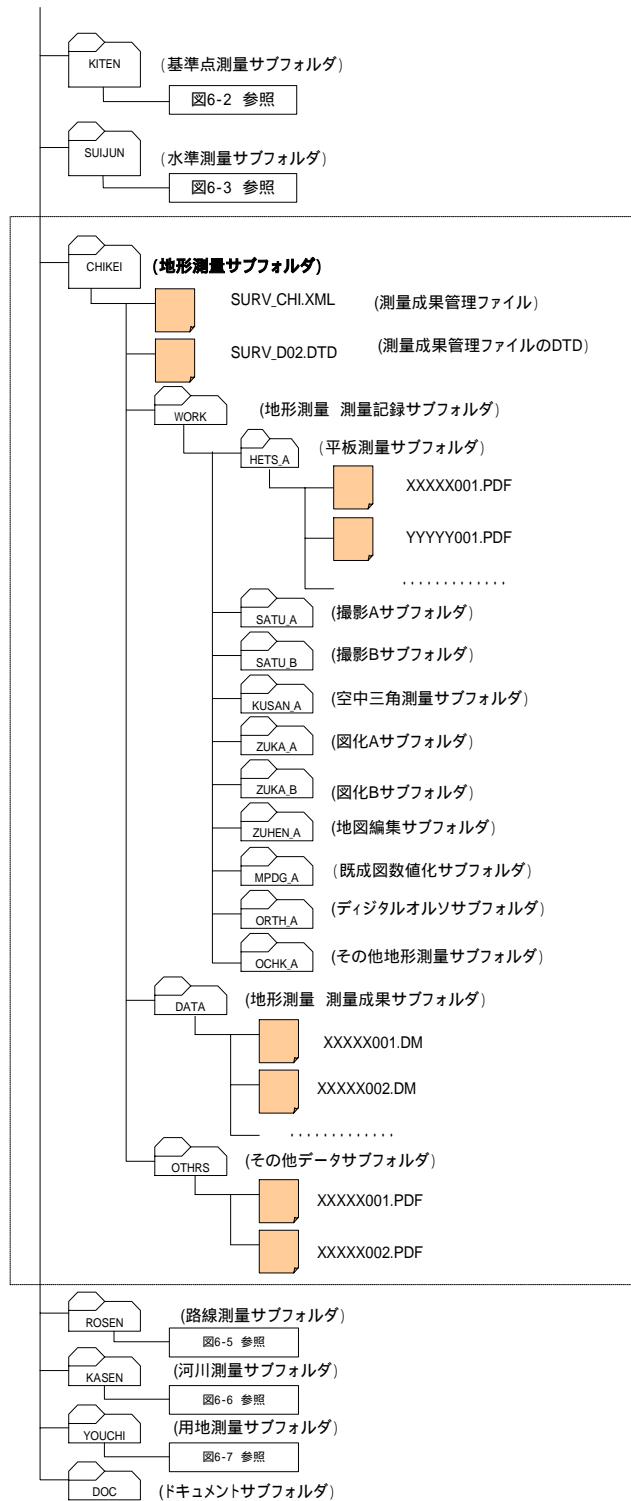 KITEN (基準点測量サブフォルダ)
図6-2 参照
SUIJUN (水準測量サブフォルダ)
図6-3 参照
CHIKEI (地形測量サブフォルダ)
SURV_CHI.XML (測量成果管理ファイル)
SURV_D02.DTD (測量成果管理ファイルのDTD)
WORK (地形測量 測量記録サブフォルダ)
HETS_A (平板測量サブフォルダ)
XXXXX001.PDF
YYYYY001.PDF
.............
SATU_A (撮影Aサブフォルダ)
SATU_B (撮影Bサブフォルダ)
KUSAN_A (空中三角測量サブフォルダ)
ZUKA_A (図化Aサブフォルダ)
ZUKA_B (図化Bサブフォルダ)
ZUHEN_A (地図編集サブフォルダ)
MPDG_A (既成図数値化サブフォルダ)
ORTH_A (ディジタルオルソサブフォルダ)
OCHK_A (その他地形測量サブフォルダ)
DATA (地形測量 測量成果サブフォルダ)
XXXXX001.DM
XXXXX002.DM
.............
OTHRS (その他データサブフォルダ)
XXXXX001.PDF
XXXXX002.PDF
ROSEN (路線測量サブフォルダ)
図6-5 参照
KASEN (河川測量サブフォルダ)
図6-6 参照
YOUCHI (用地測量サブフォルダ)
図6-7 参照
DOC (ドキュメントサブフォルダ)